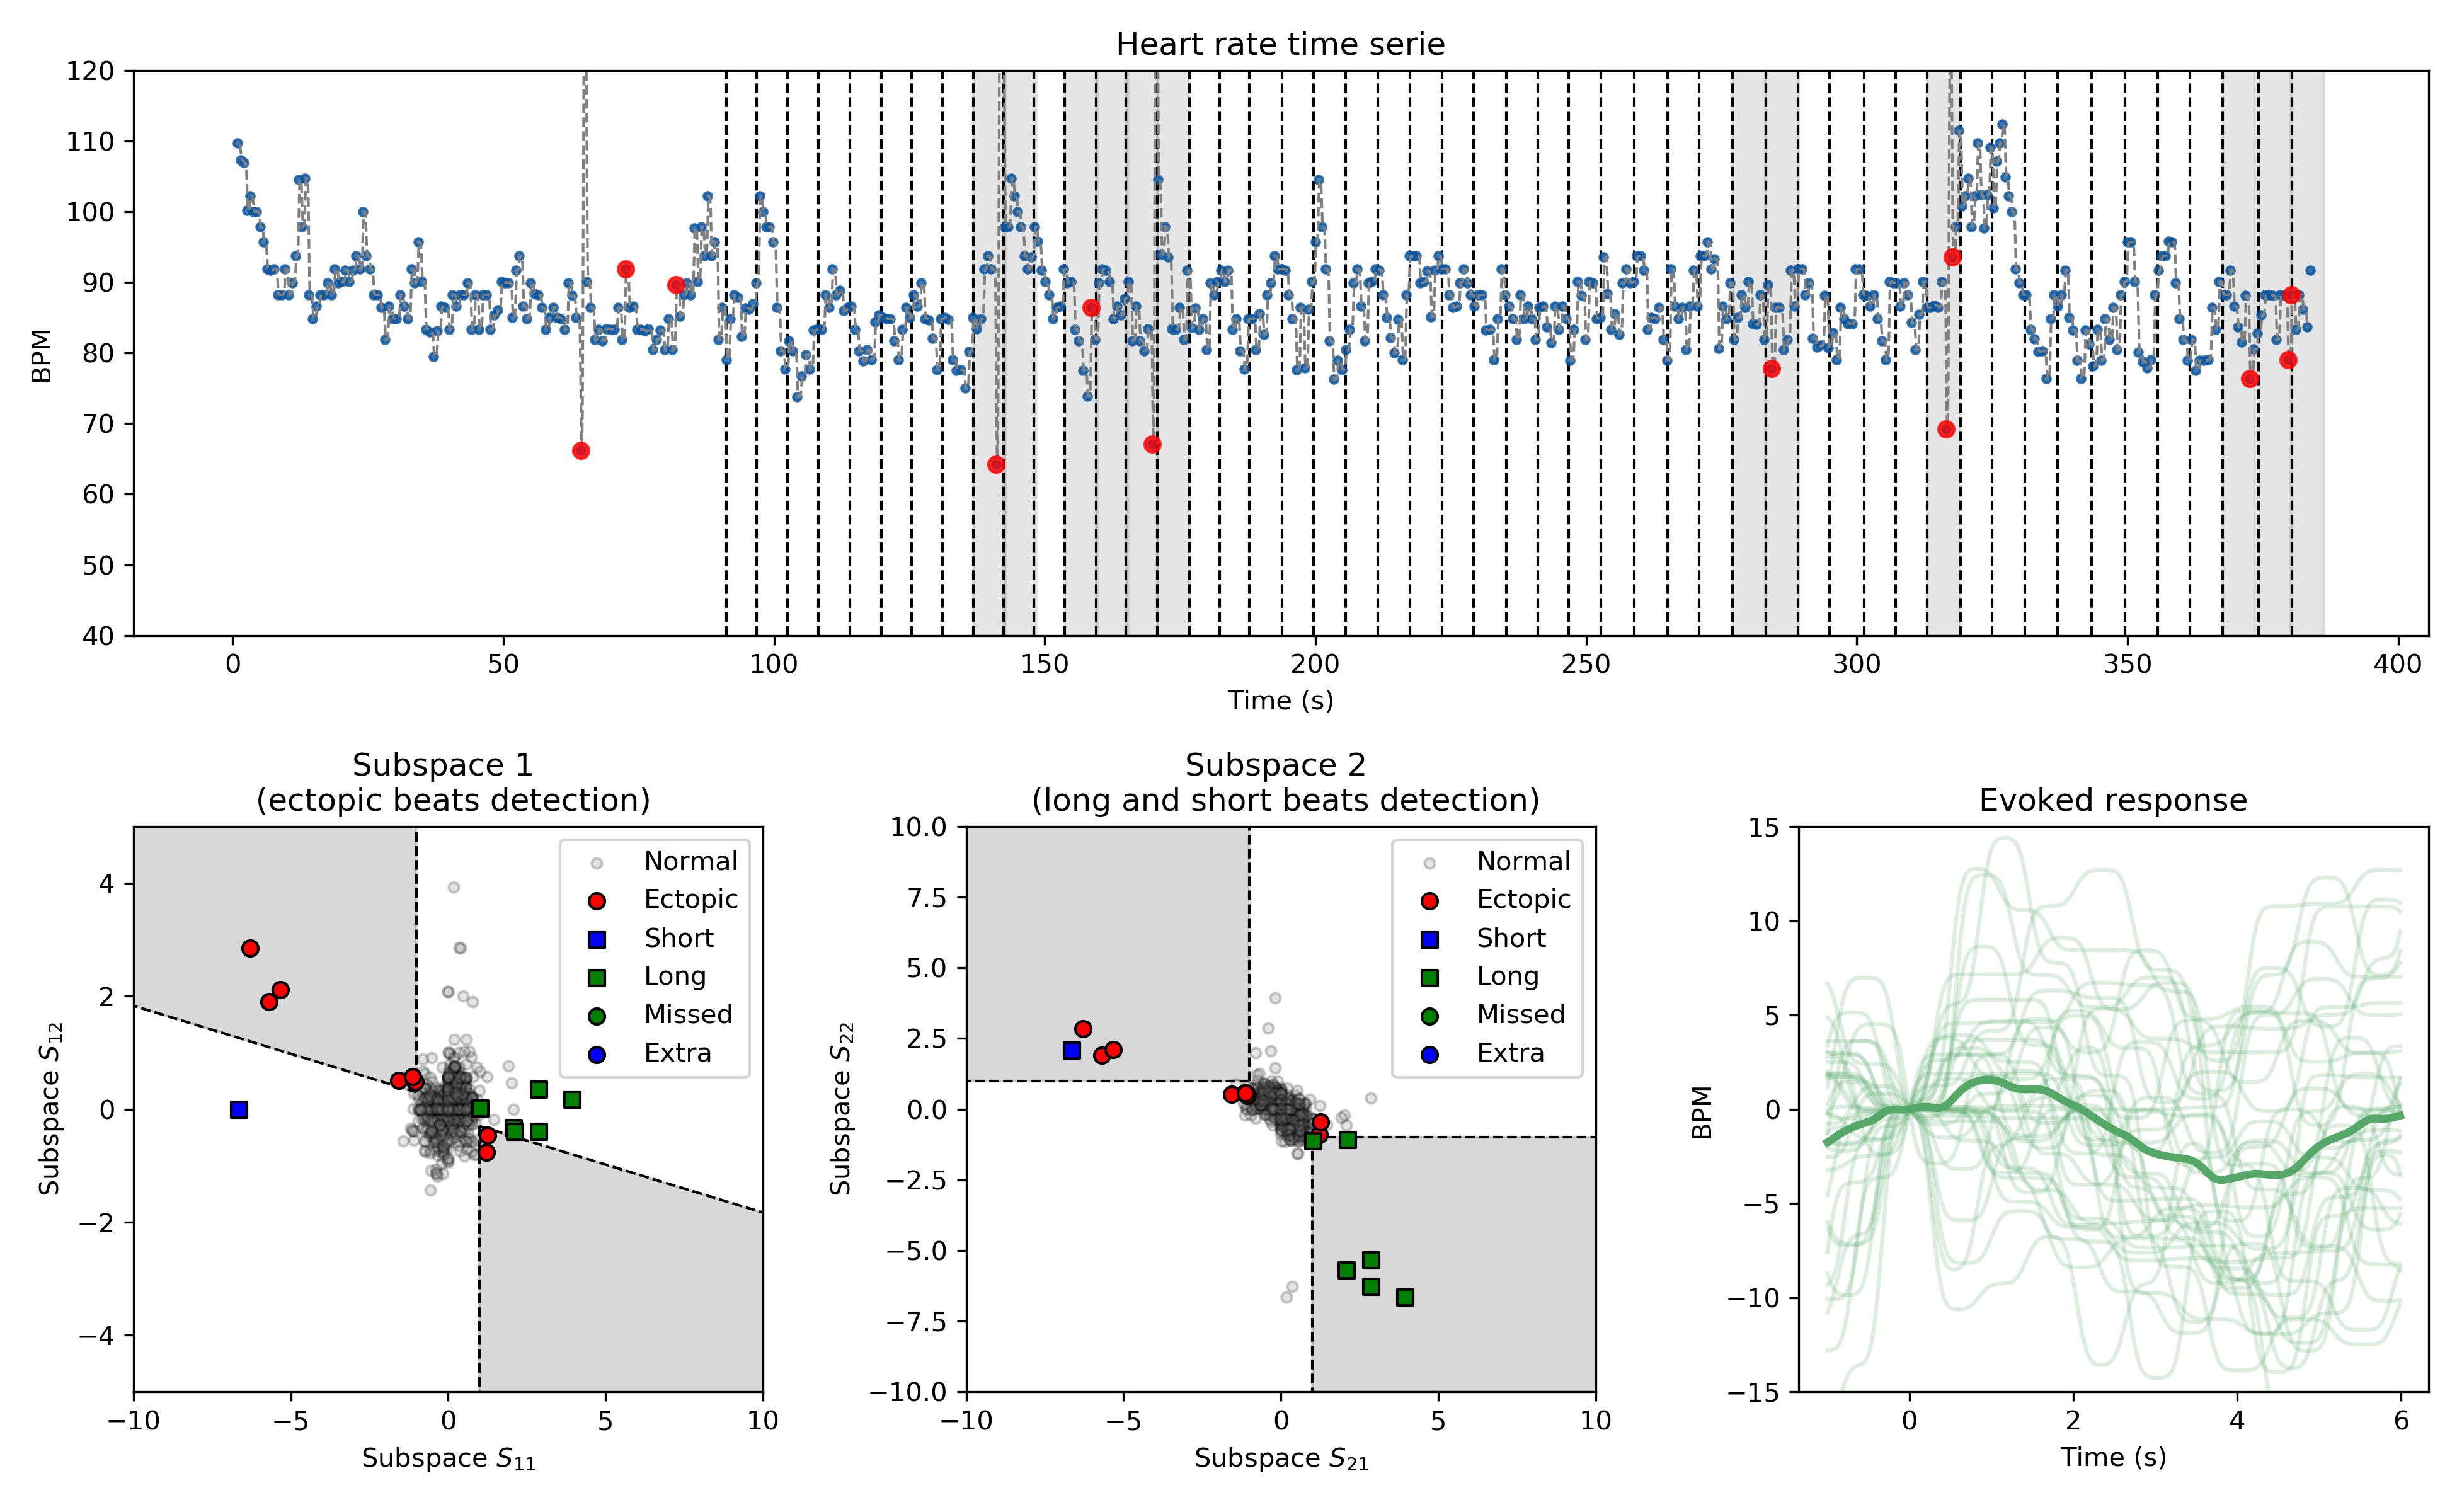 Heart rate time serie
120
110
100
90
80
70
60
50
40
BPM
0 50 100 150 200 250 300 350 400
Time (s)
Subspace 1
(ectopic beats detection)
4
2
0
−2
−4
Subspace S12
Normal
Ectopic
Short
Long
Missed
Extra
−10 −5 0 5 10
Subspace S11
Subspace 2
(long and short beats detection)
10.0
7.5
5.0
2.5
0.0
−2.5
−5.0
−7.5
−10.0
Subspace S22
Normal
Ectopic
Short
Long
Missed
Extra
−10 −5 0 5 10
Subspace S21
Evoked response
15
10
5
0
−5
−10
−15
BPM
0 2 4 6
Time (s)